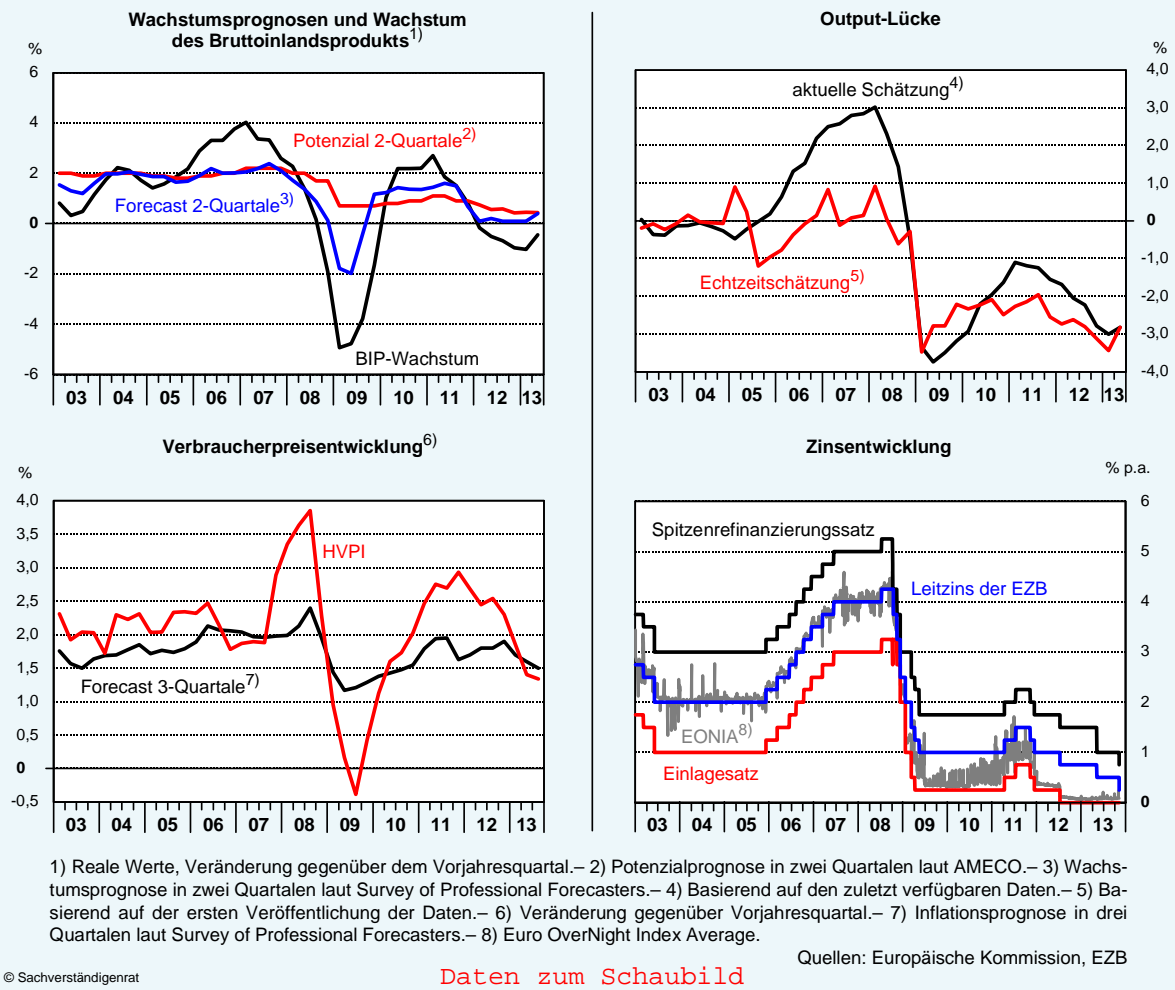 Wachstumsprognosen und Wachstum
des Bruttoinlandsprodukts1)
%
6
4
2
0
-2
-4
-6
Potenzial 2-Quartale2)
Forecast 2-Quartale3)
BIP-Wachstum
03 04 05 06 07 08 09 10 11 12 13
Output-Lücke
%
4,0
3,0
2,0
1,0
0
-1,0
-2,0
-3,0
-4,0
aktuelle Schätzung4)
Echtzeitschätzung5)
03 04 05 06 07 08 09 10 11 12 13
Verbraucherpreisentwicklung6)
%
4,0
3,5
3,0
2,5
2,0
1,5
1,0
0,5
0
-0,5
HVPI
Forecast 3-Quartale7)
03 04 05 06 07 08 09 10 11 12 13
Zinsentwicklung
% p.a.
6
5
4
3
2
1
0
Spitzenrefinanzierungssatz
Leitzins der EZB
EONIA8)
Einlagesatz
03 04 05 06 07 08 09 10 11 12 13
1) Reale Werte, Veränderung gegenüber dem Vorjahresquartal.– 2) Potenzialprognose in zwei Quartalen laut AMECO.– 3) Wachs-
tumsprognose in zwei Quartalen laut Survey of Professional Forecasters.– 4) Basierend auf den zuletzt verfügbaren Daten.– 5) Ba-
sierend auf der ersten Veröffentlichung der Daten.– 6) Veränderung gegenüber Vorjahresquartal.– 7) Inflationsprognose in drei
Quartalen laut Survey of Professional Forecasters.– 8) Euro OverNight Index Average.
Quellen: Europäische Kommission, EZB
© Sachverständigenrat
Daten zum Schaubild